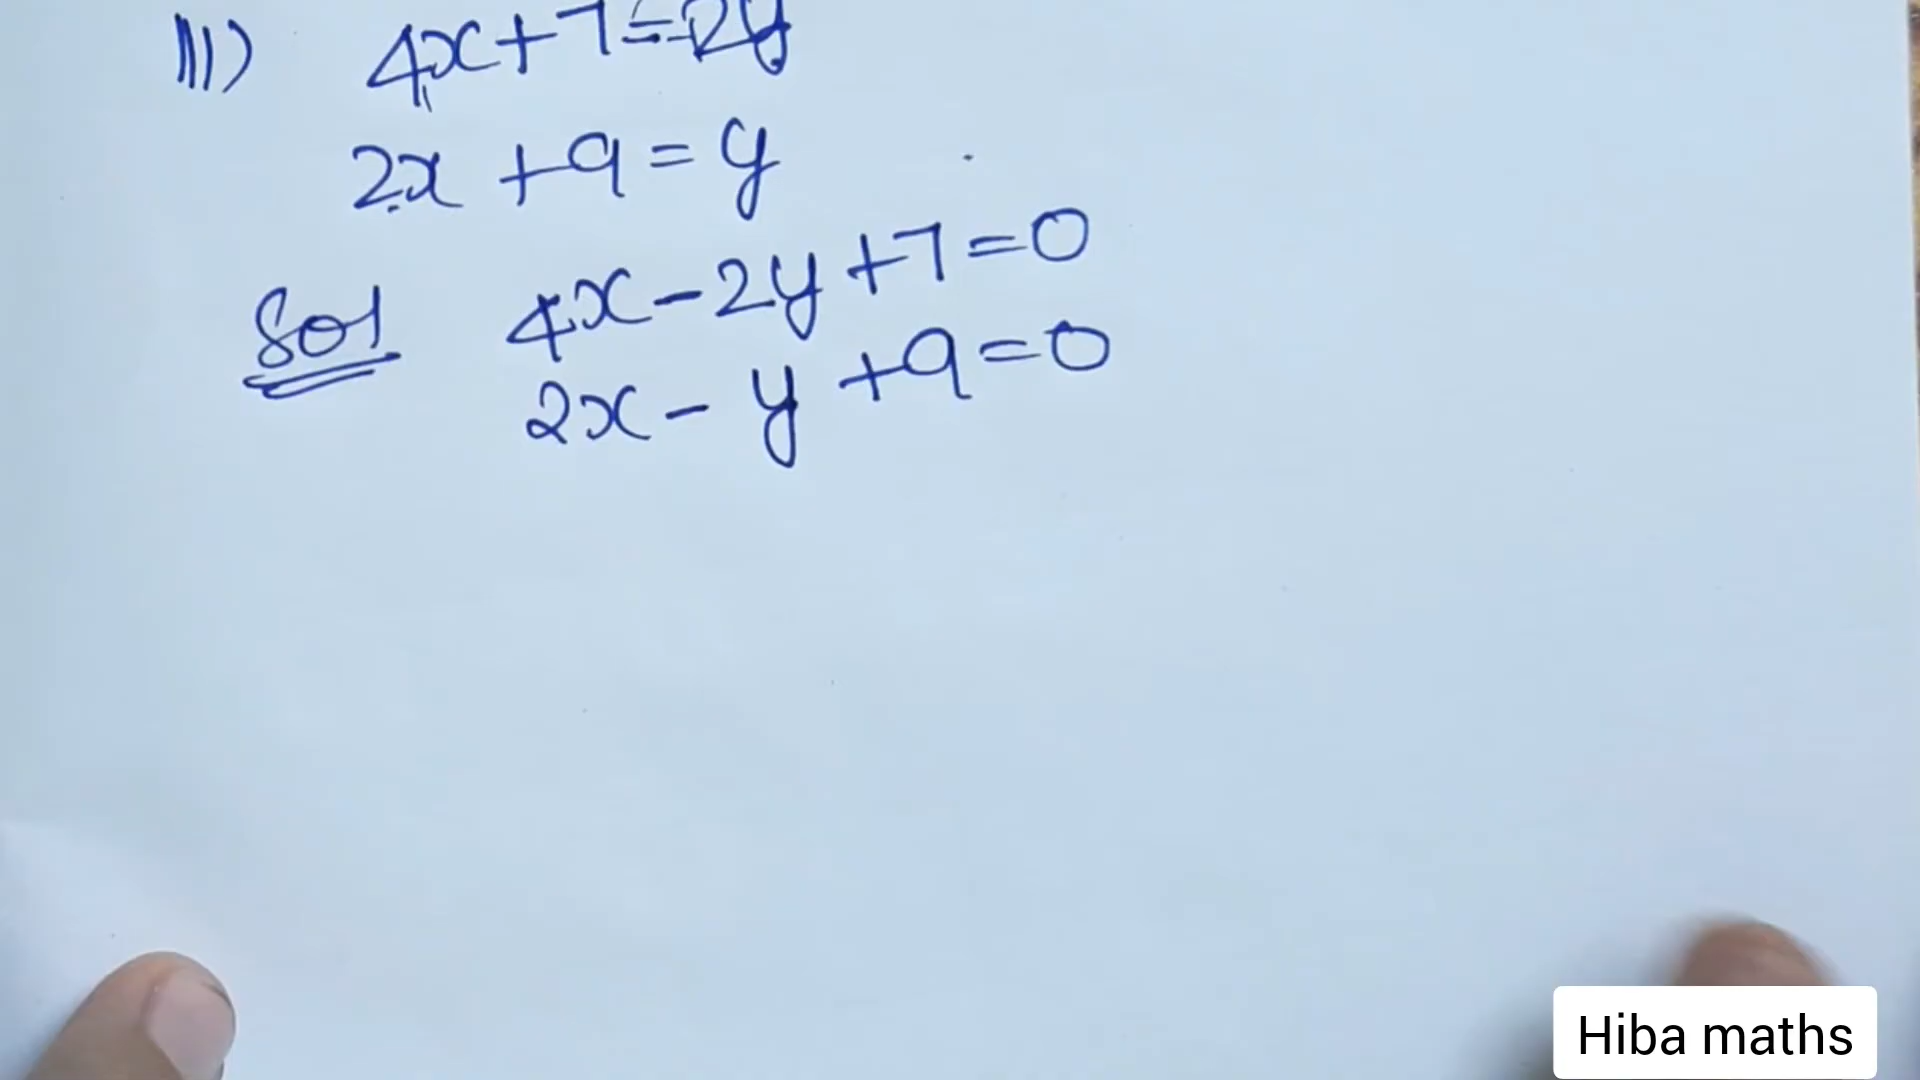 III) 4x+7=2y
2x+9=y
Sol 4x-2y+7=0
2x-y+9=0
Hiba maths